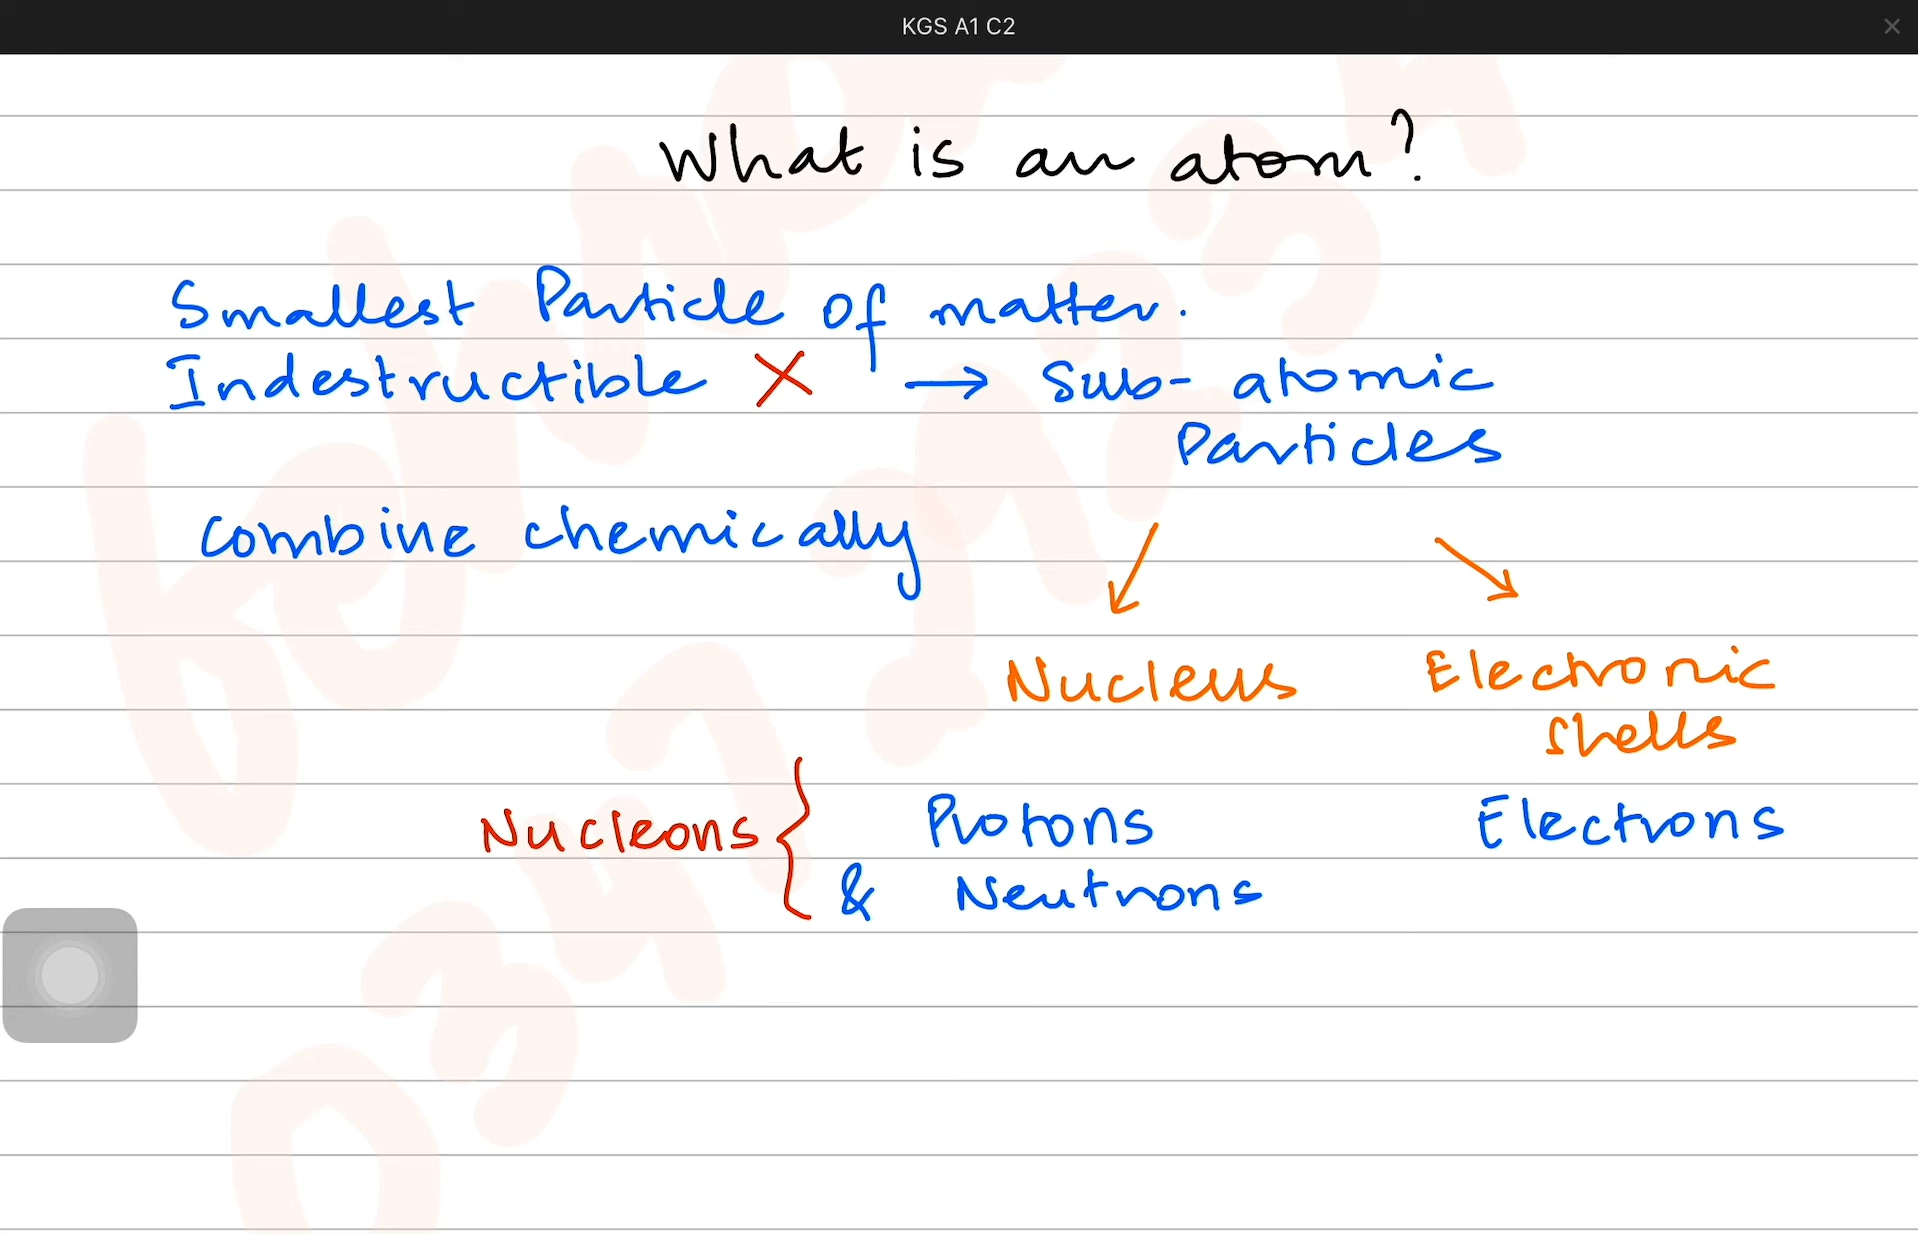 KGS A1 C2
What is an atom?
Smallest Particle of matter.
Indestructible ✗ → Sub-atomic
Particles
Combine chemically
Nucleus
Electronic
shells
Nucleons { Protons
& Neutrons
Electrons
0347